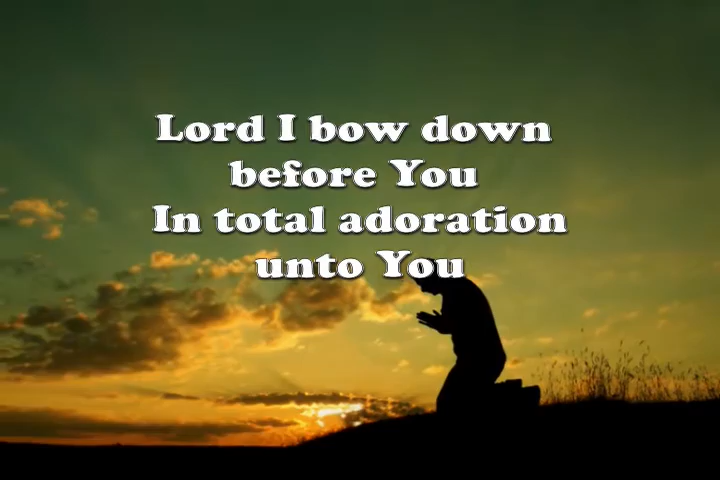 Lord I bow down
before You
In total adoration
unto You